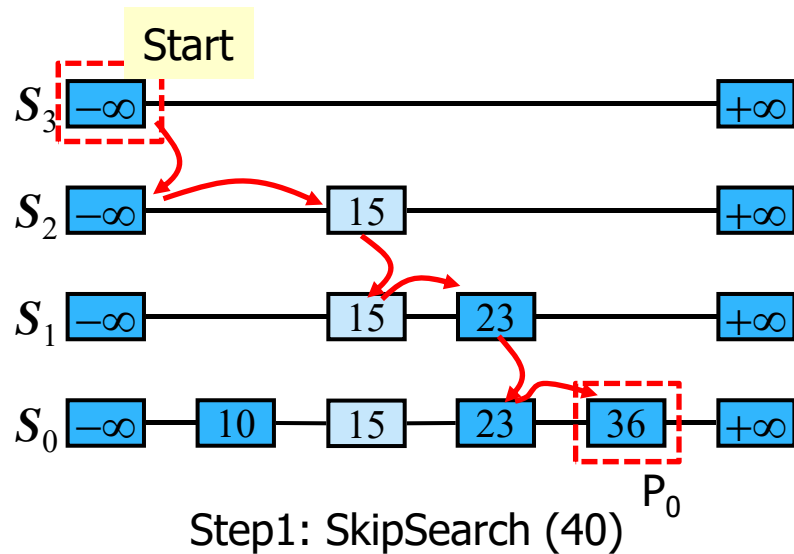 Start
S₃ −∞ +∞
S₂ −∞ 15 +∞
S₁ −∞ 15 23 +∞
S₀ −∞ 10 15 23 36 +∞
P₀
Step1: SkipSearch (40)